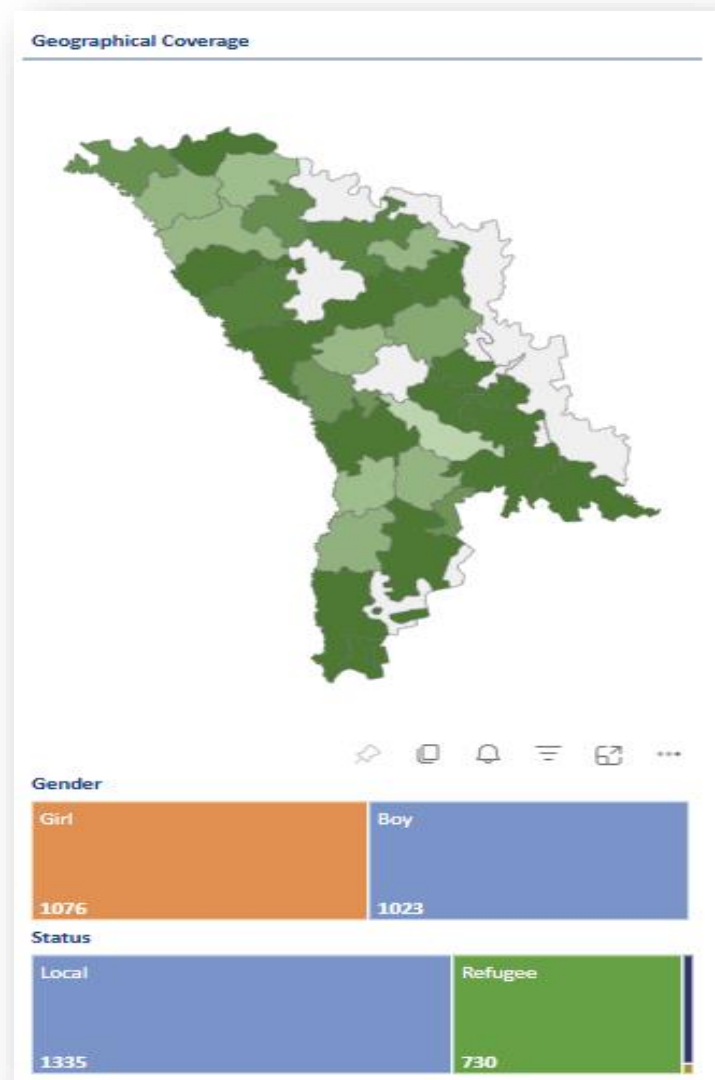 Geographical Coverage
Gender
Girl
Boy
1076
1023
Status
Local
Refugee
1335
730